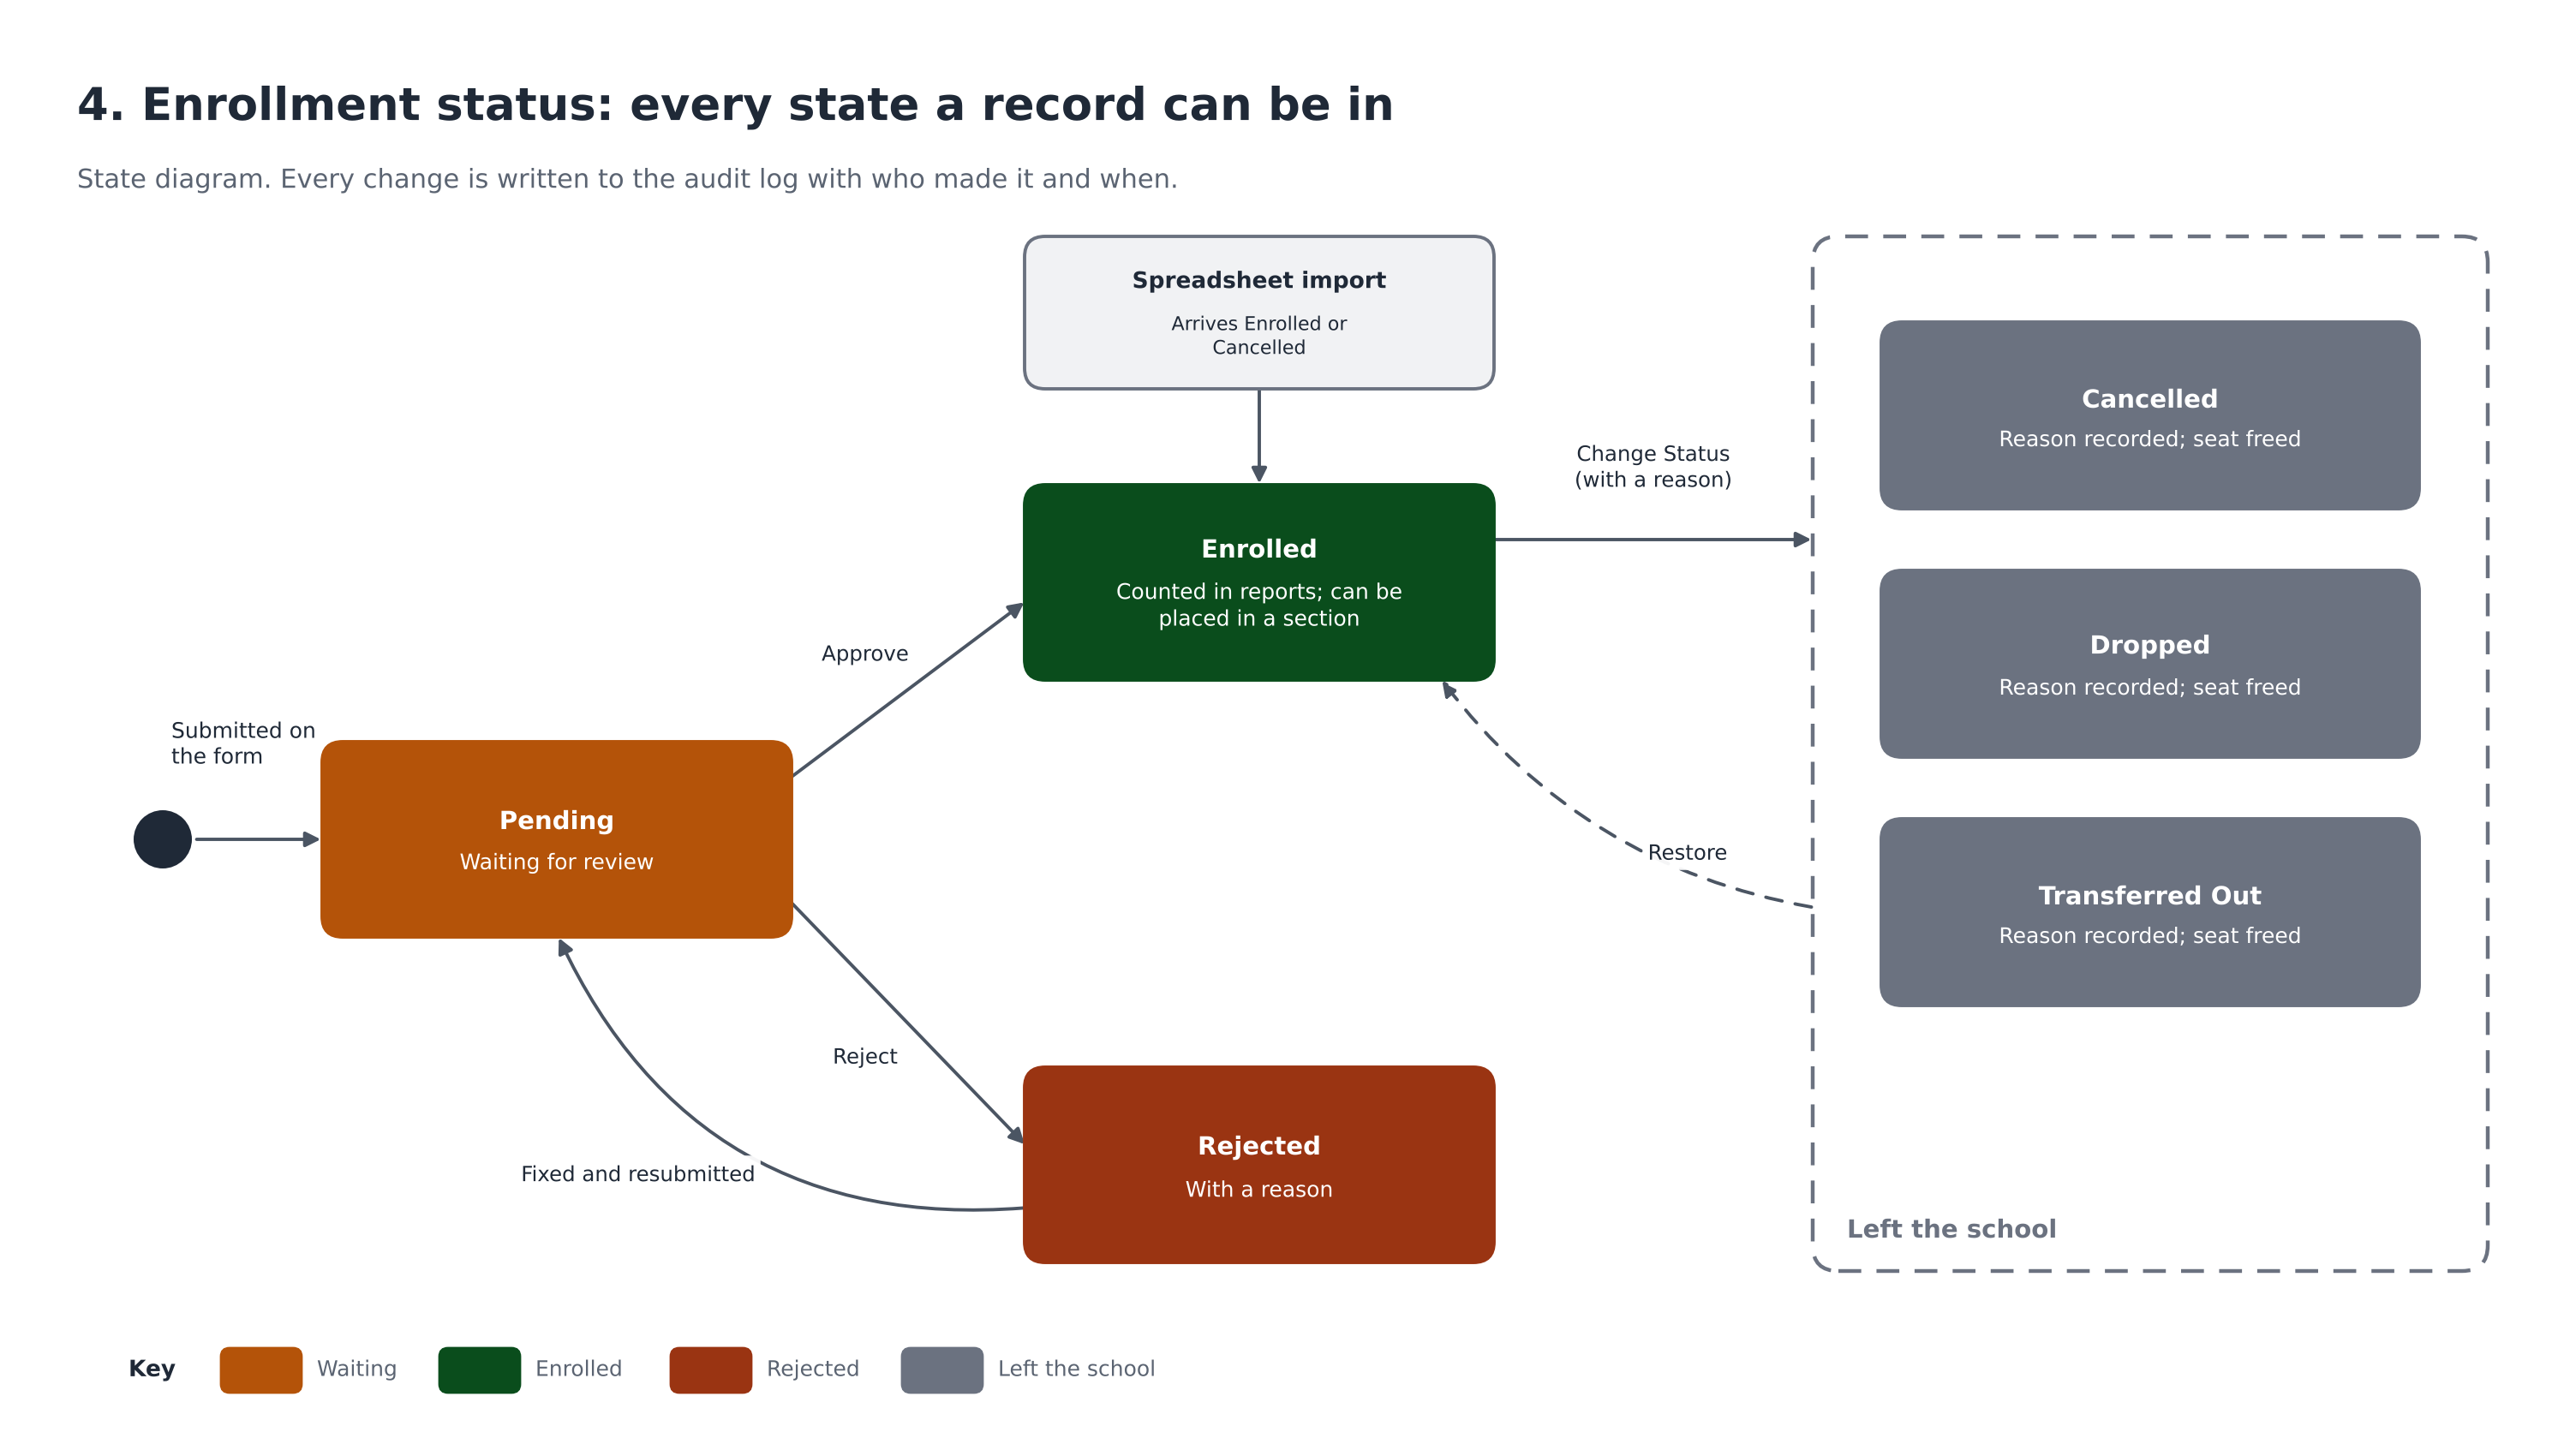 4. Enrollment status: every state a record can be in
State diagram. Every change is written to the audit log with who made it and when.
Spreadsheet import
Arrives Enrolled or
Cancelled
Cancelled
Reason recorded; seat freed
Change Status
(with a reason)
Enrolled
Counted in reports; can be
placed in a section
Dropped
Reason recorded; seat freed
Approve
Submitted on
the form
Pending
Waiting for review
Restore
Transferred Out
Reason recorded; seat freed
Reject
Rejected
With a reason
Fixed and resubmitted
Left the school
Key
Waiting
Enrolled
Rejected
Left the school